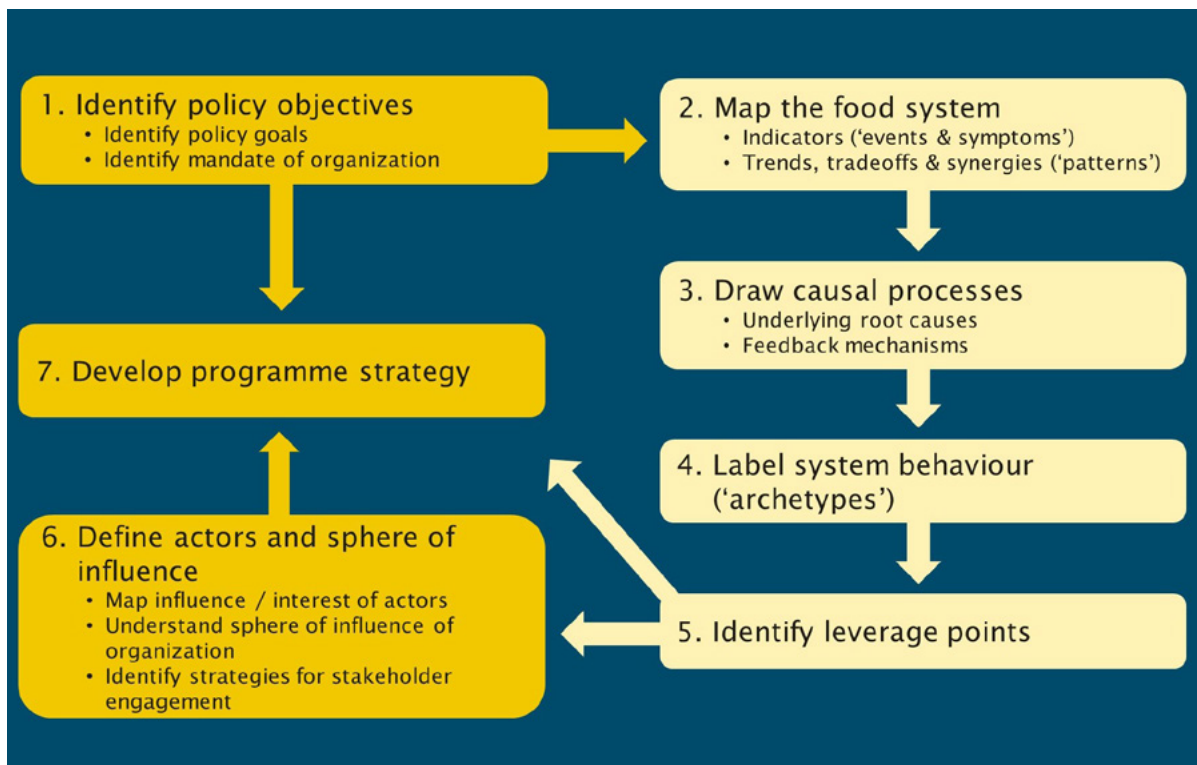 1. Identify policy objectives
• Identify policy goals
• Identify mandate of organization
2. Map the food system
• Indicators (‘events & symptoms’)
• Trends, tradeoffs & synergies (‘patterns’)
3. Draw causal processes
• Underlying root causes
• Feedback mechanisms
4. Label system behaviour
(‘archetypes’)
5. Identify leverage points
6. Define actors and sphere of
influence
• Map influence / interest of actors
• Understand sphere of influence of
organization
• Identify strategies for stakeholder
engagement
7. Develop programme strategy